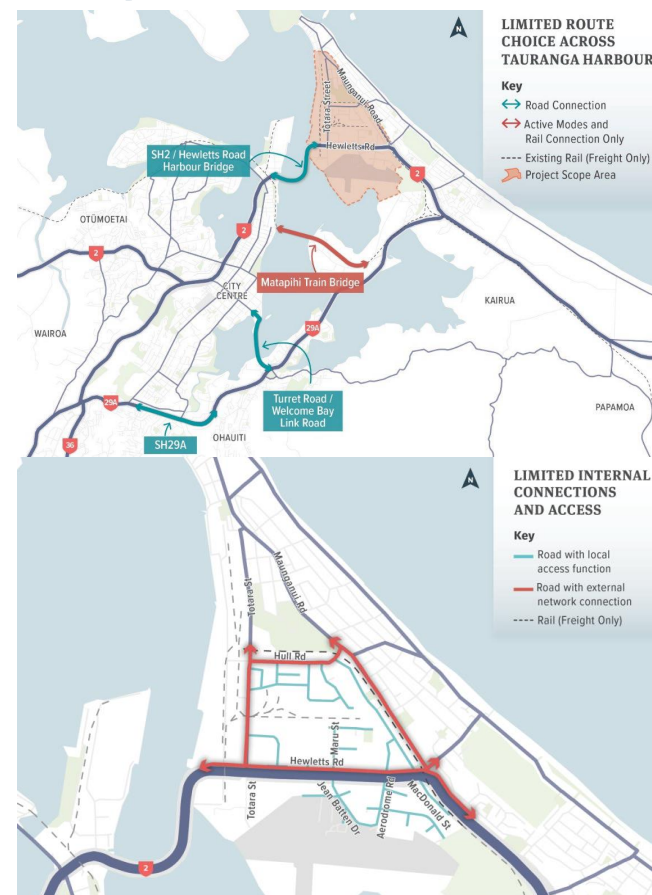 LIMITED ROUTE
CHOICE ACROSS
TAURANGA HARBOUR
Key
Road Connection
Active Modes and
Rail Connection Only
Existing Rail (Freight Only)
Project Scope Area
N
Totara Street
Maunganui Road
Hewletts Rd
SH2 / Hewletts Road
Harbour Bridge
2
OTŪMOETAI
2
2
Matapihi Train Bridge
CITY
CENTRE
KAIRUA
WAIROA
29A
Turret Road /
Welcome Bay
Link Road
PAPAMOA
29A
SH29A
OHAUITI
36
LIMITED INTERNAL
CONNECTIONS
AND ACCESS
Key
Road with local
access function
Road with external
network connection
Rail (Freight Only)
N
Totara St
Maunganui Rd
Hull Rd
Maru St
Hewletts Rd
Totara St
Jean Batten Dr
Aerodrome Rd
MacDonald St
2